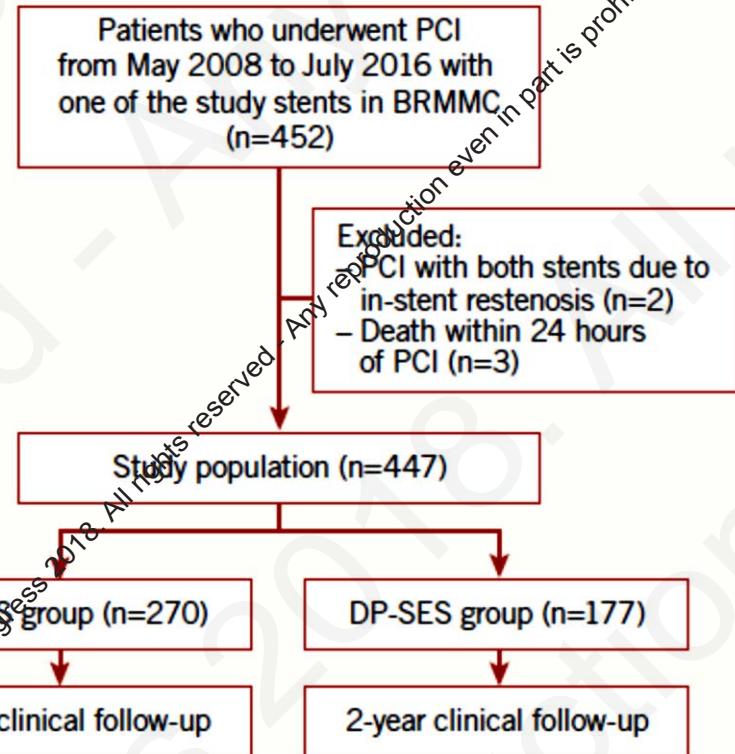 Patients who underwent PCI
from May 2008 to July 2016 with
one of the study stents in BRMMC
(n=452)
Excluded:
– PCI with both stents due to
in-stent restenosis (n=2)
– Death within 24 hours
of PCI (n=3)
Study population (n=447)
group (n=270)
DP-SES group (n=177)
clinical follow-up
2-year clinical follow-up
2018. All rights reserved - Any reproduction even in part is
- Any
2018. All